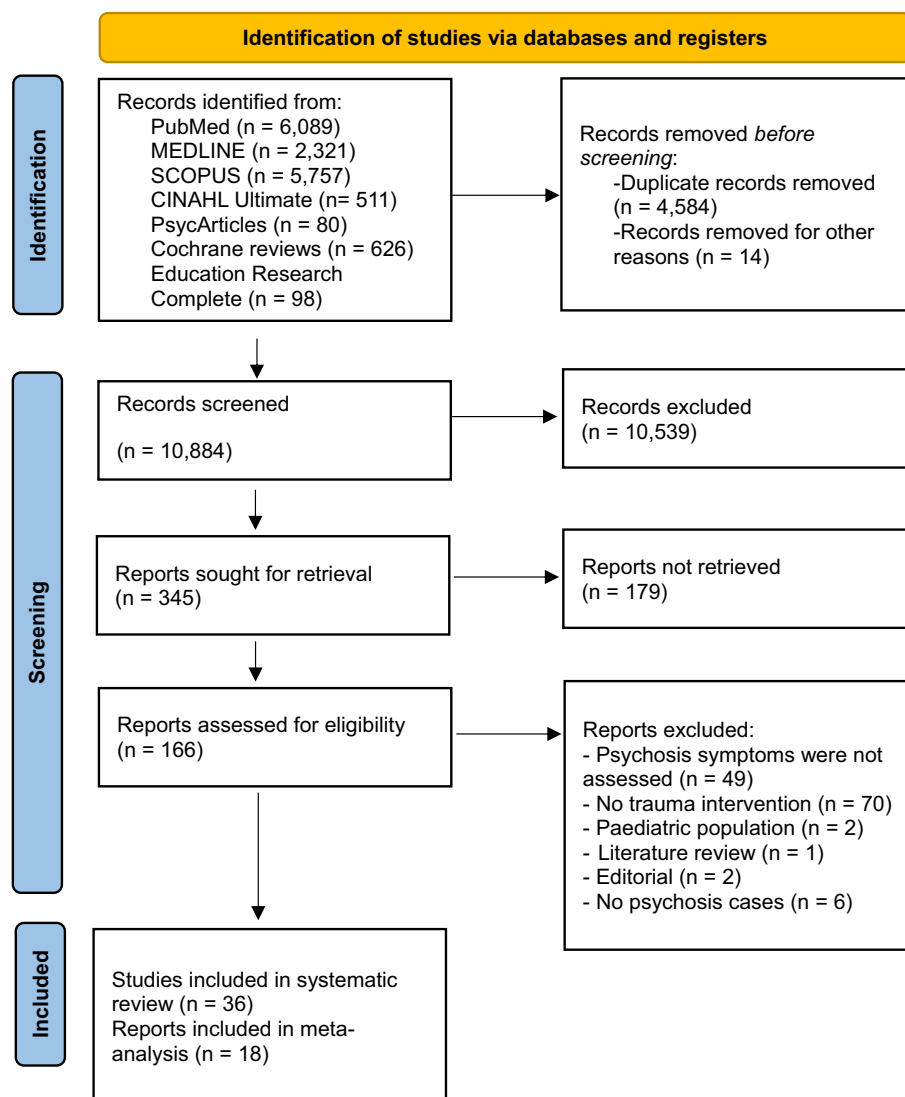 Identification of studies via databases and registers
Identification
Records identified from:
PubMed (n = 6,089)
MEDLINE (n = 2,321)
SCOPUS (n = 5,757)
CINAHL Ultimate (n= 511)
PsycArticles (n = 80)
Cochrane reviews (n = 626)
Education Research
Complete (n = 98)
Records removed before
screening:
-Duplicate records removed
(n = 4,584)
-Records removed for other
reasons (n = 14)
Screening
Records screened
(n = 10,884)
Records excluded
(n = 10,539)
Reports sought for retrieval
(n = 345)
Reports not retrieved
(n = 179)
Reports assessed for eligibility
(n = 166)
Reports excluded:
- Psychosis symptoms were not
assessed (n = 49)
- No trauma intervention (n = 70)
- Paediatric population (n = 2)
- Literature review (n = 1)
- Editorial (n = 2)
- No psychosis cases (n = 6)
Included
Studies included in systematic
review (n = 36)
Reports included in meta-
analysis (n = 18)